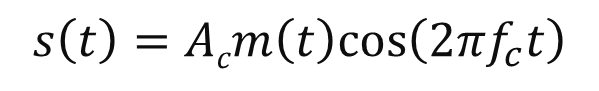 s(t) = A_c m(t)cos(2πf_c t)